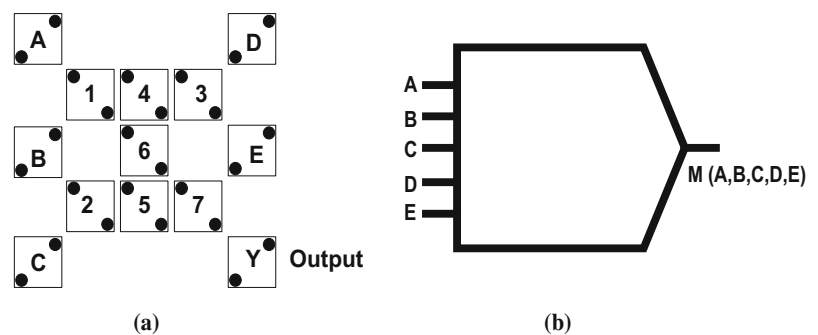 A D
1 4 3
B 6 E
2 5 7
C Y Output
(a)
A
B
C
D
E
M (A,B,C,D,E)
(b)